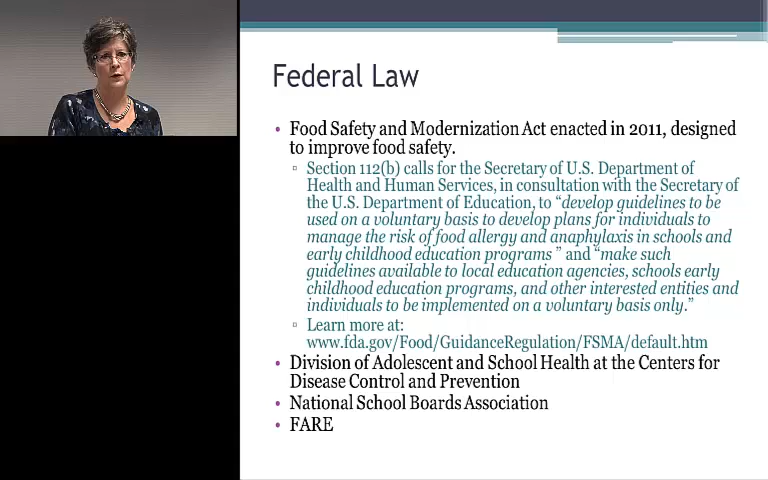 Federal Law
• Food Safety and Modernization Act enacted in 2011, designed
to improve food safety.
▫ Section 112(b) calls for the Secretary of U.S. Department of
Health and Human Services, in consultation with the Secretary of
the U.S. Department of Education, to “develop guidelines to be
used on a voluntary basis to develop plans for individuals to
manage the risk of food allergy and anaphylaxis in schools and
early childhood education programs ” and “make such
guidelines available to local education agencies, schools early
childhood education programs, and other interested entities and
individuals to be implemented on a voluntary basis only.”
▫ Learn more at:
www.fda.gov/Food/GuidanceRegulation/FSMA/default.htm
• Division of Adolescent and School Health at the Centers for
Disease Control and Prevention
• National School Boards Association
• FARE